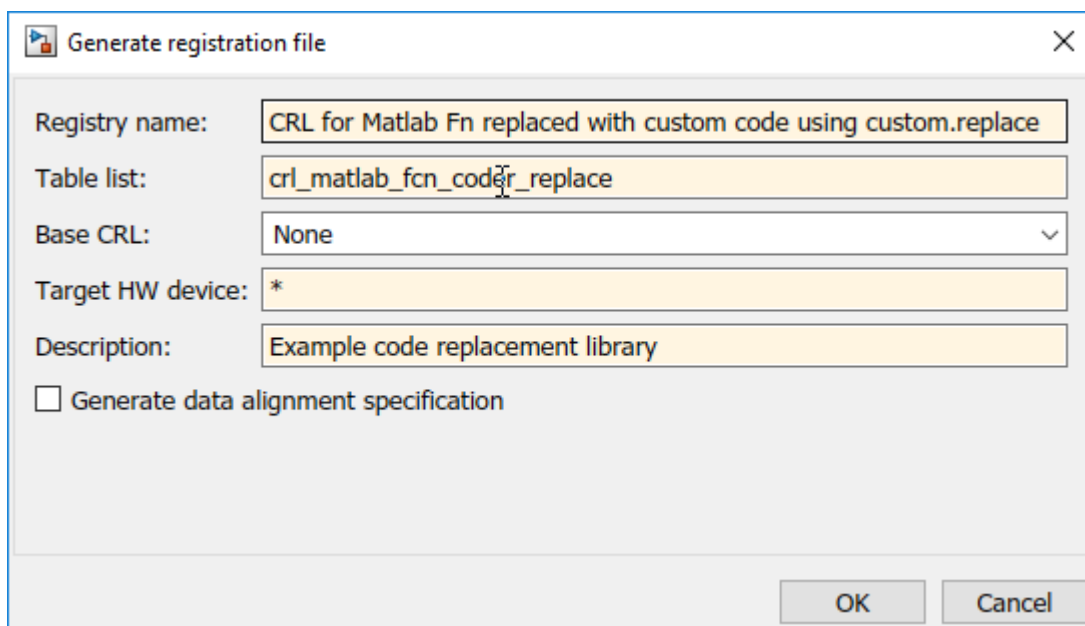 Generate registration file
Registry name: CRL for Matlab Fn replaced with custom code using custom.replace
Table list: crl_matlab_fcn_coder_replace
Base CRL: None
Target HW device: *
Description: Example code replacement library
Generate data alignment specification
OK Cancel